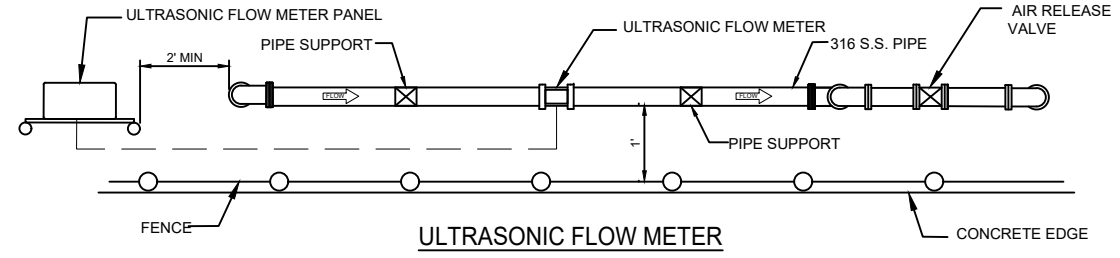 ULTRASONIC FLOW METER PANEL
2' MIN
PIPE SUPPORT
ULTRASONIC FLOW METER
316 S.S. PIPE
AIR RELEASE
VALVE
FLOW
FLOW
1'
PIPE SUPPORT
FENCE
ULTRASONIC FLOW METER
CONCRETE EDGE